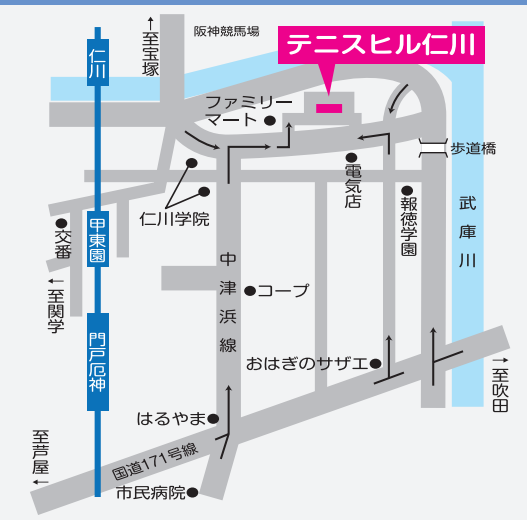 阪神競馬場
至宝塚
仁川
テニスヒル仁川
ファミリー
マート
歩道橋
電気店
仁川学院
報徳学園
武庫川
交番
甲東園
中津浜線
至関学
コープ
門戸厄神
おはぎのサザエ
至吹田
はるやま
至芦屋
国道171号線
市民病院